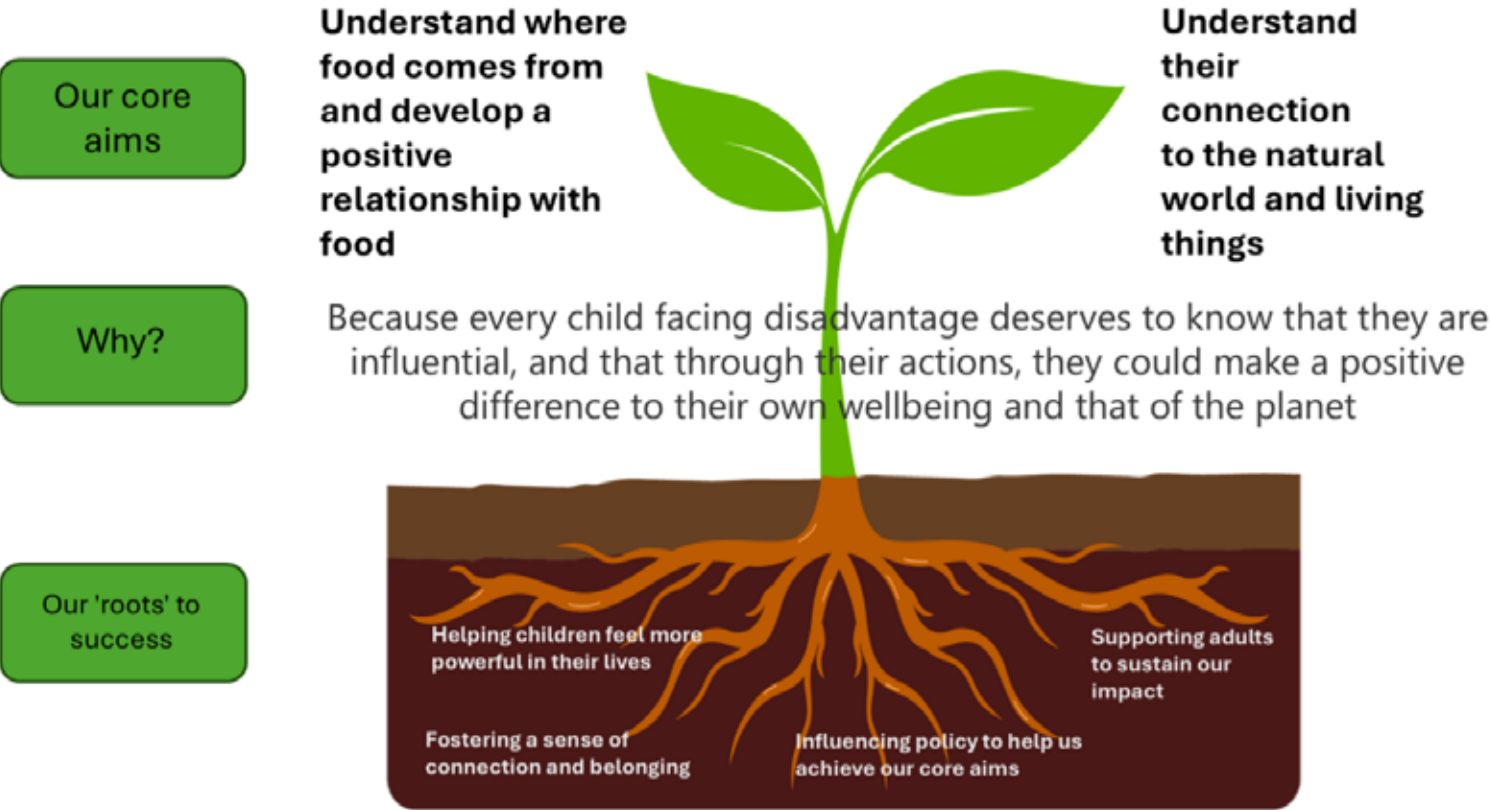 Our core
aims
Understand where
food comes from
and develop a
positive
relationship with
food
Understand
their
connection
to the natural
world and living
things
Why?
Because every child facing disadvantage deserves to know that they are
influential, and that through their actions, they could make a positive
difference to their own wellbeing and that of the planet
Our 'roots' to
success
Helping children feel more
powerful in their lives
Supporting adults
to sustain our
impact
Fostering a sense of
connection and belonging
Influencing policy to help us
achieve our core aims